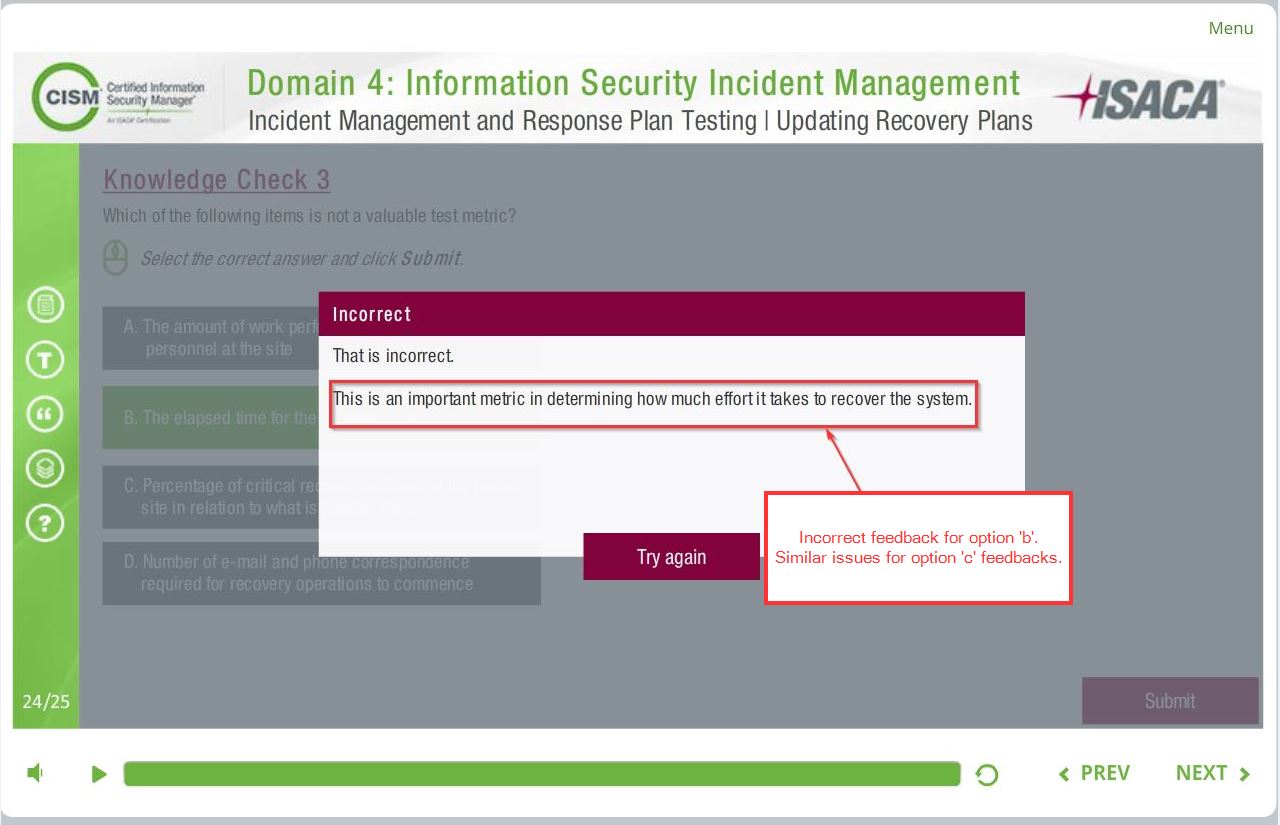 Menu
CISM
Certified Information
Security Manager®
An ISACA® Certification
Domain 4: Information Security Incident Management
Incident Management and Response Plan Testing | Updating Recovery Plans
ISACA®
Knowledge Check 3
Which of the following items is not a valuable test metric?
Select the correct answer and click Submit.
Incorrect
That is incorrect.
This is an important metric in determining how much effort it takes to recover the system.
Try again
Incorrect feedback for option 'b'.
Similar issues for option 'c' feedbacks.
A. The amount of work perf
personnel at the site
B. The elapsed time for the
C. Percentage of critical rec
site in relation to what is
D. Number of e-mail and phone correspondence
required for recovery operations to commence
T
“
?
24/25
Submit
PREV
NEXT